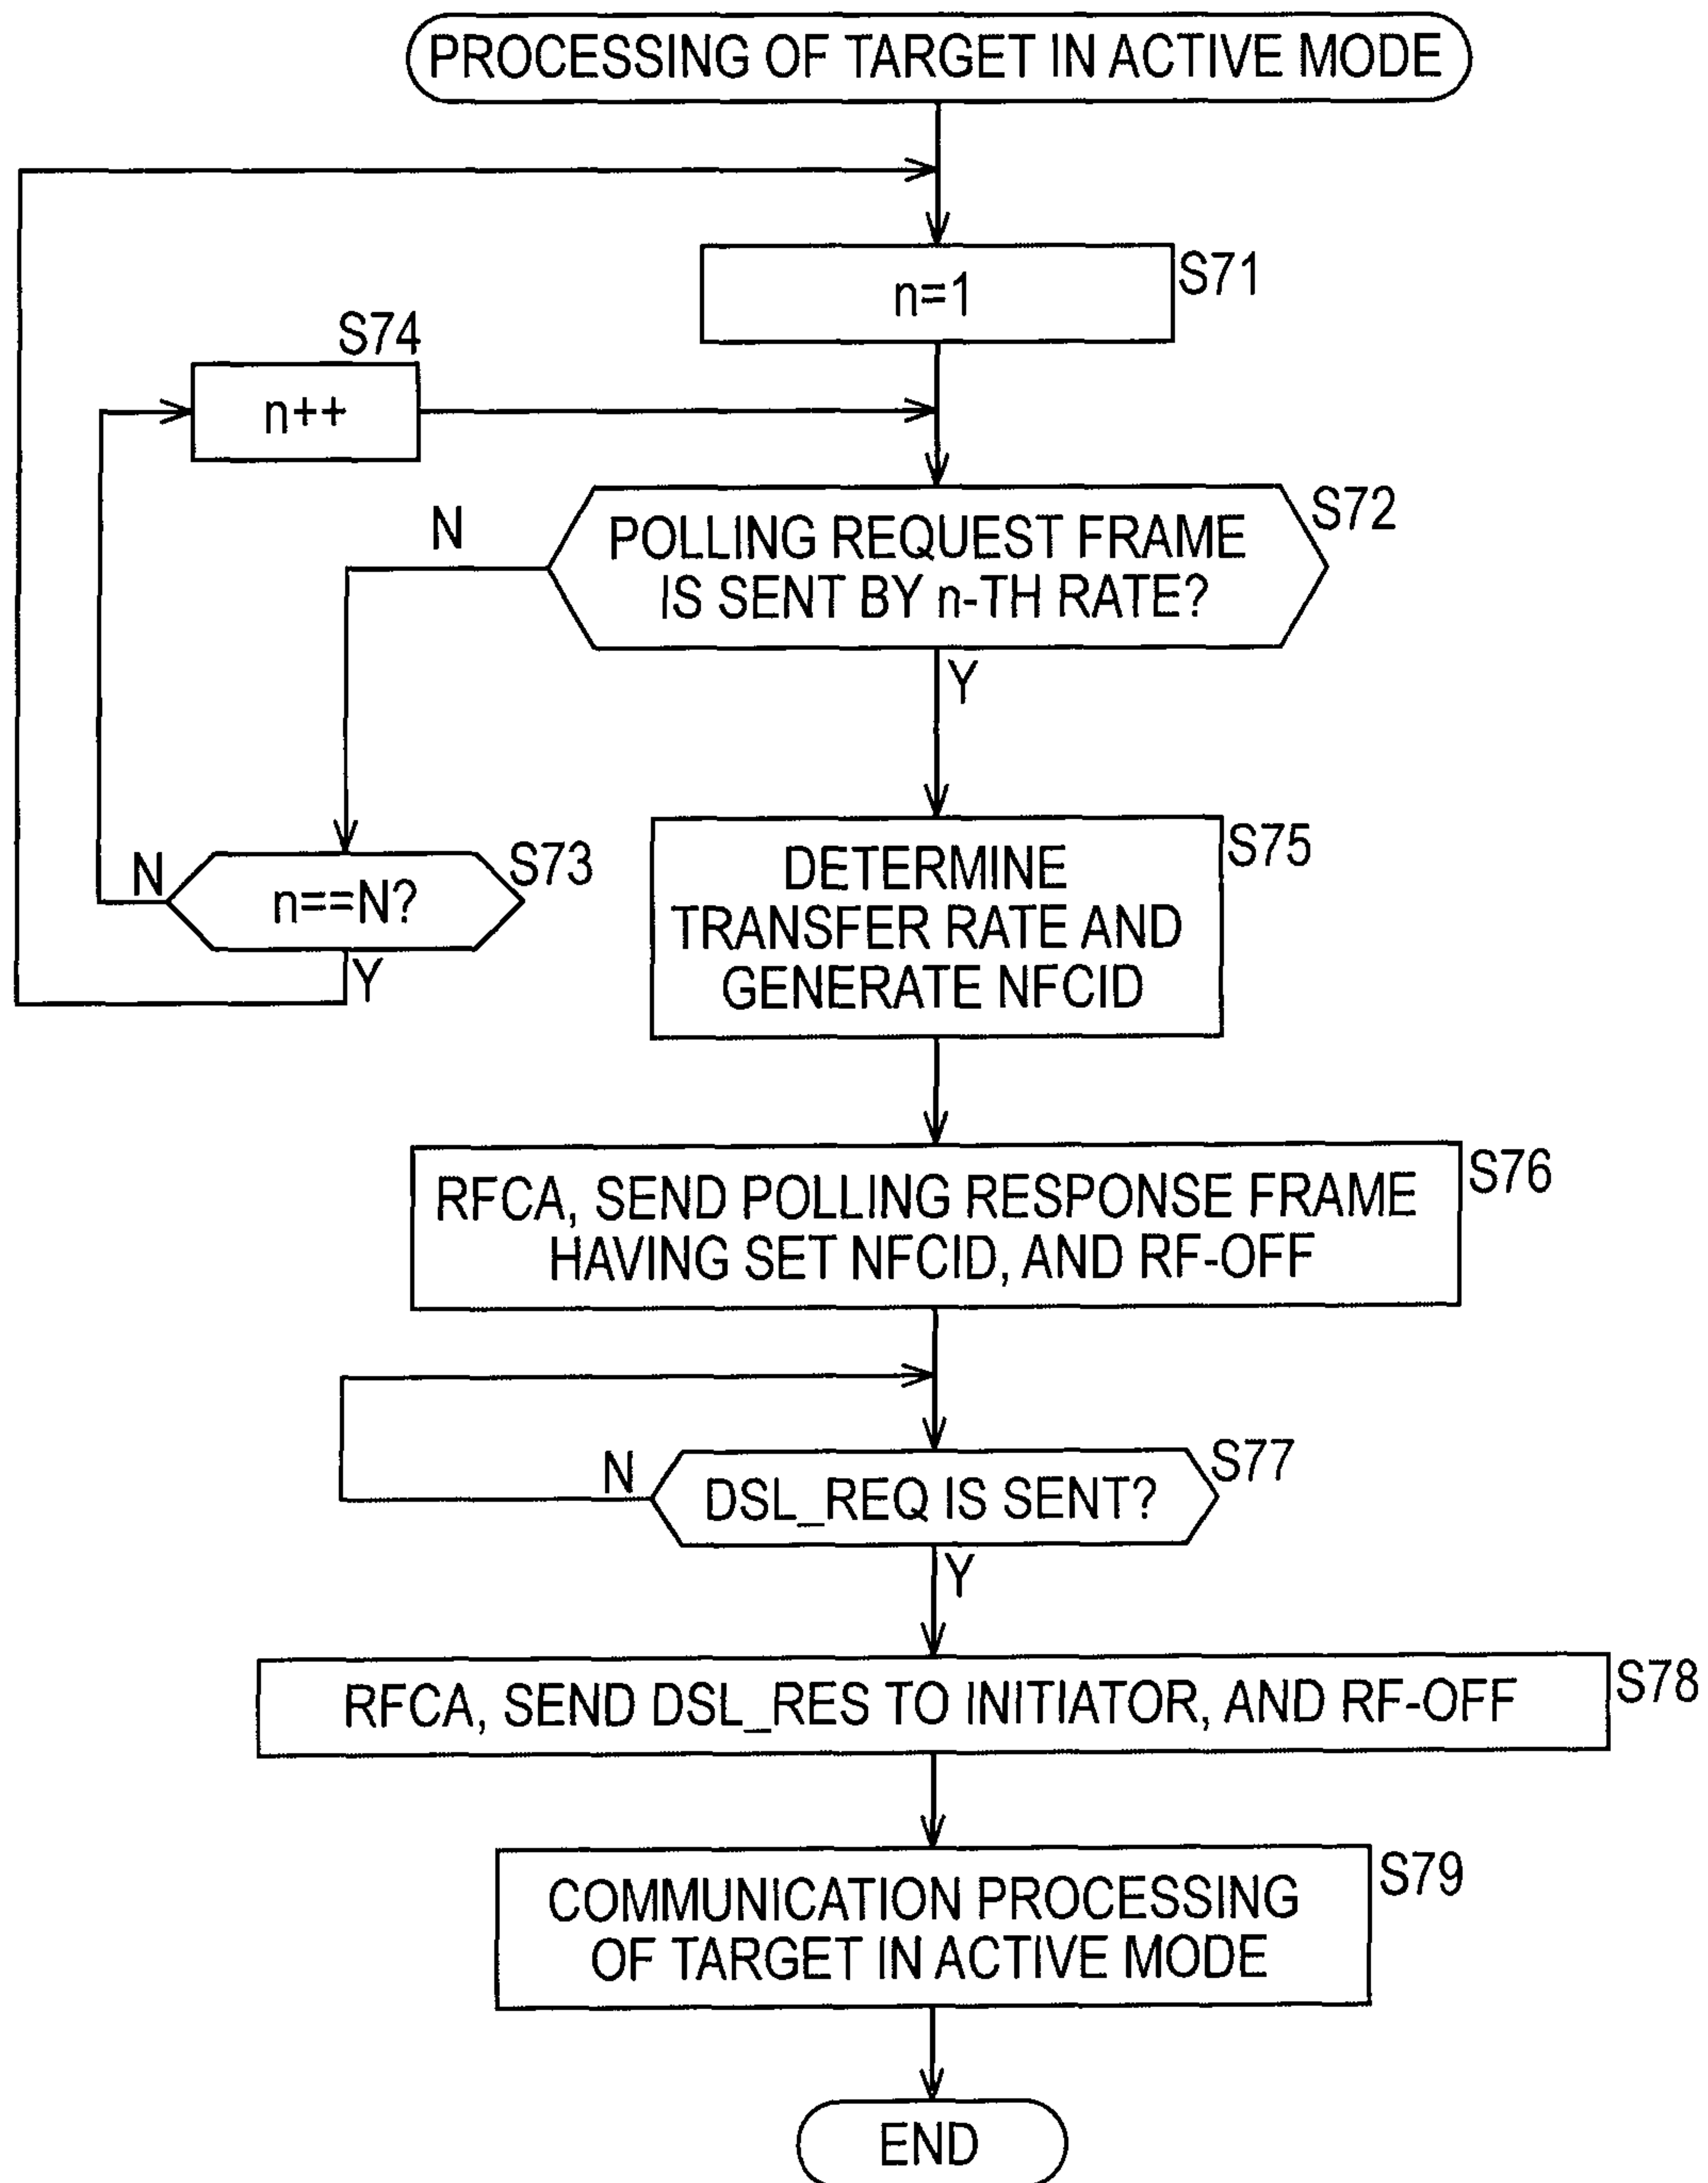 PROCESSING OF TARGET IN ACTIVE MODE
S71
n=1
S74
n++
S72
POLLING REQUEST FRAME
IS SENT BY n-TH RATE?
N
Y
S73
n==N?
N
Y
S75
DETERMINE
TRANSFER RATE AND
GENERATE NFCID
S76
RFCA, SEND POLLING RESPONSE FRAME
HAVING SET NFCID, AND RF-OFF
S77
DSL_REQ IS SENT?
N
Y
S78
RFCA, SEND DSL_RES TO INITIATOR, AND RF-OFF
S79
COMMUNICATION PROCESSING
OF TARGET IN ACTIVE MODE
END